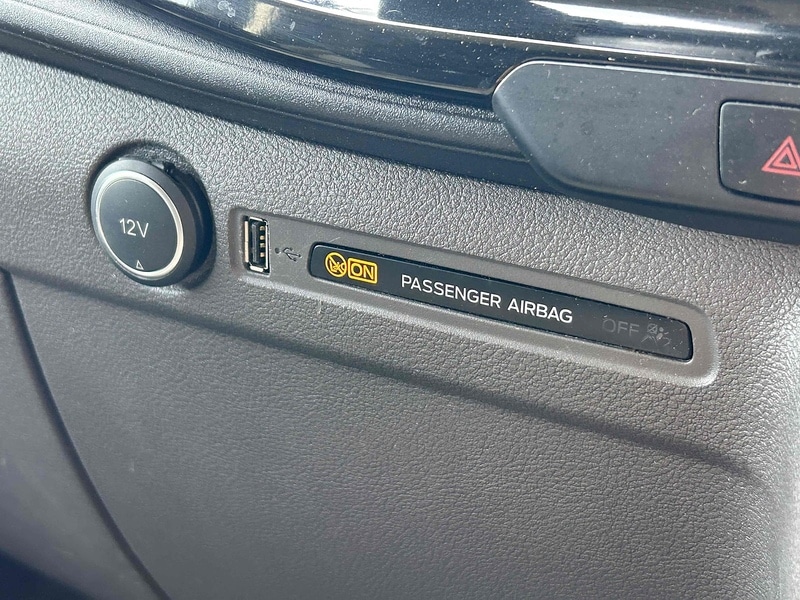 12V
ON PASSENGER AIRBAG OFF